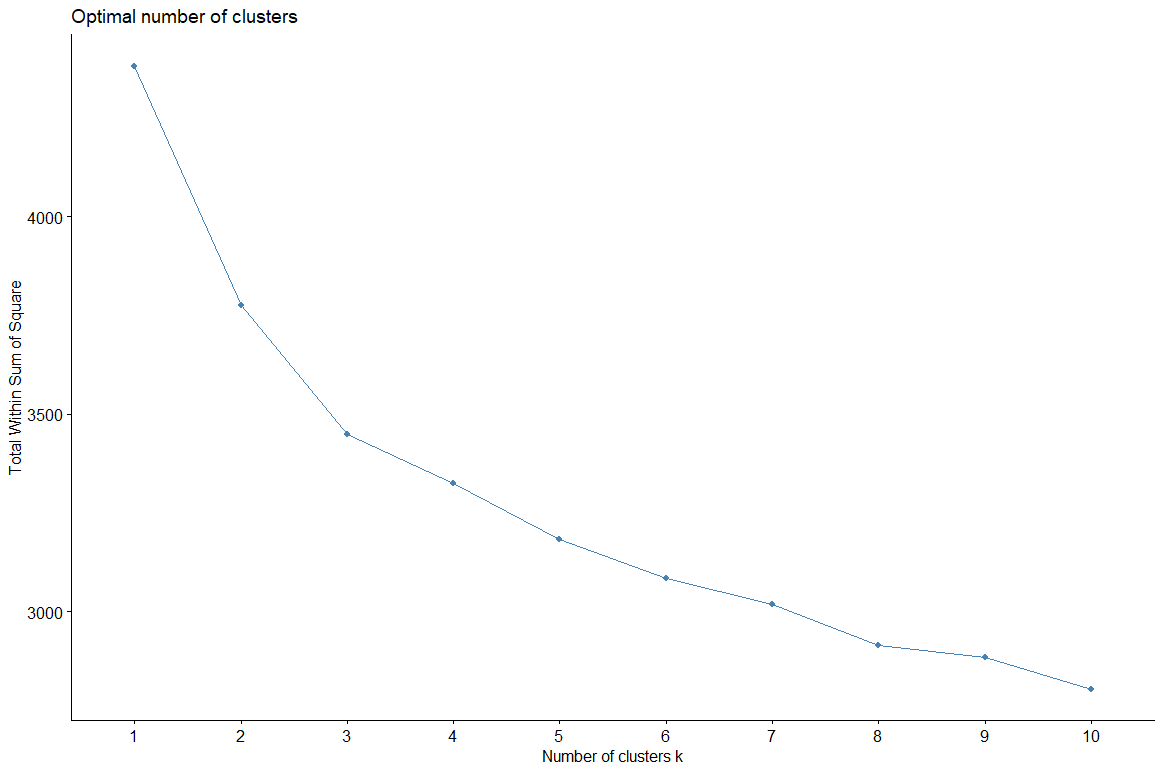 Optimal number of clusters
Total Within Sum of Square
4000
3500
3000
1 2 3 4 5 6 7 8 9 10
Number of clusters k